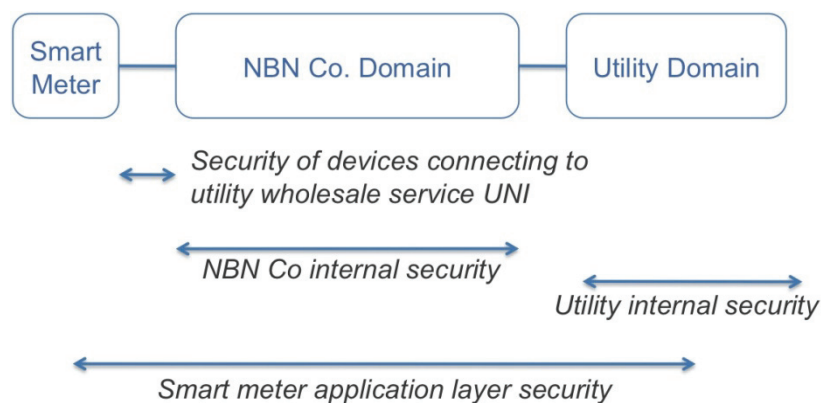 Smart
Meter
NBN Co. Domain
Utility Domain
Security of devices connecting to
utility wholesale service UNI
NBN Co internal security
Utility internal security
Smart meter application layer security